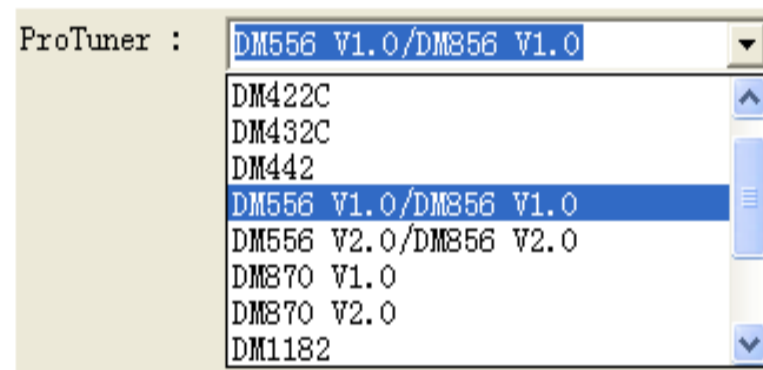 ProTuner : DM556 V1.0/DM856 V1.0
DM422C
DM432C
DM442
DM556 V1.0/DM856 V1.0
DM556 V2.0/DM856 V2.0
DM870 V1.0
DM870 V2.0
DM1182